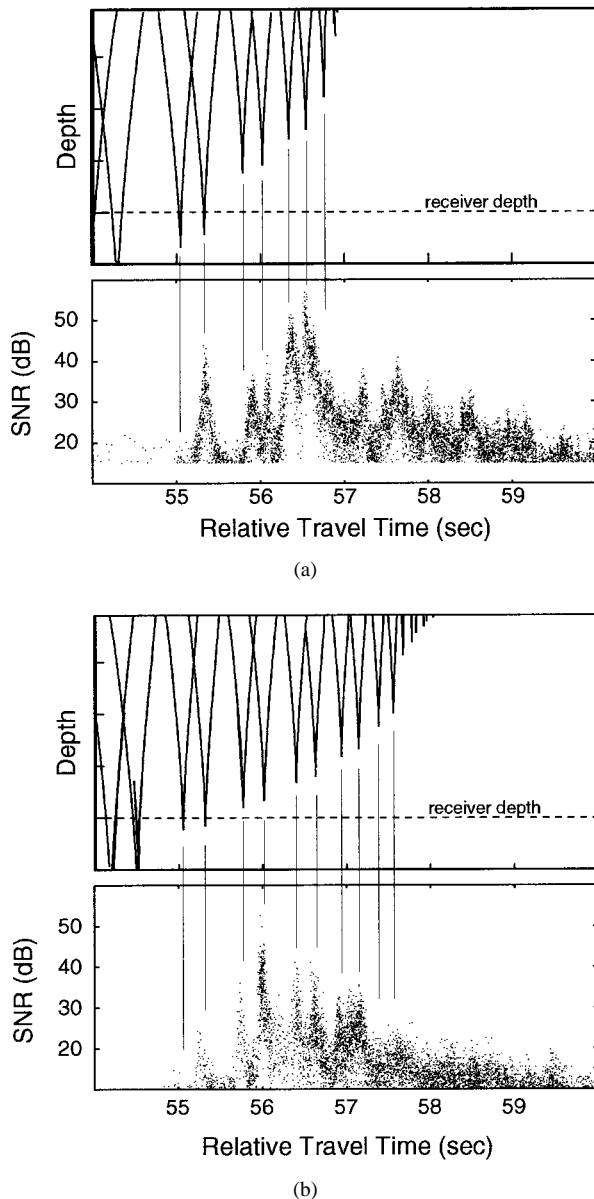 Depth
receiver depth
SNR (dB)
50
40
30
20
55 56 57 58 59
Relative Travel Time (sec)
(a)
Depth
receiver depth
SNR (dB)
50
40
30
20
55 56 57 58 59
Relative Travel Time (sec)
(b)